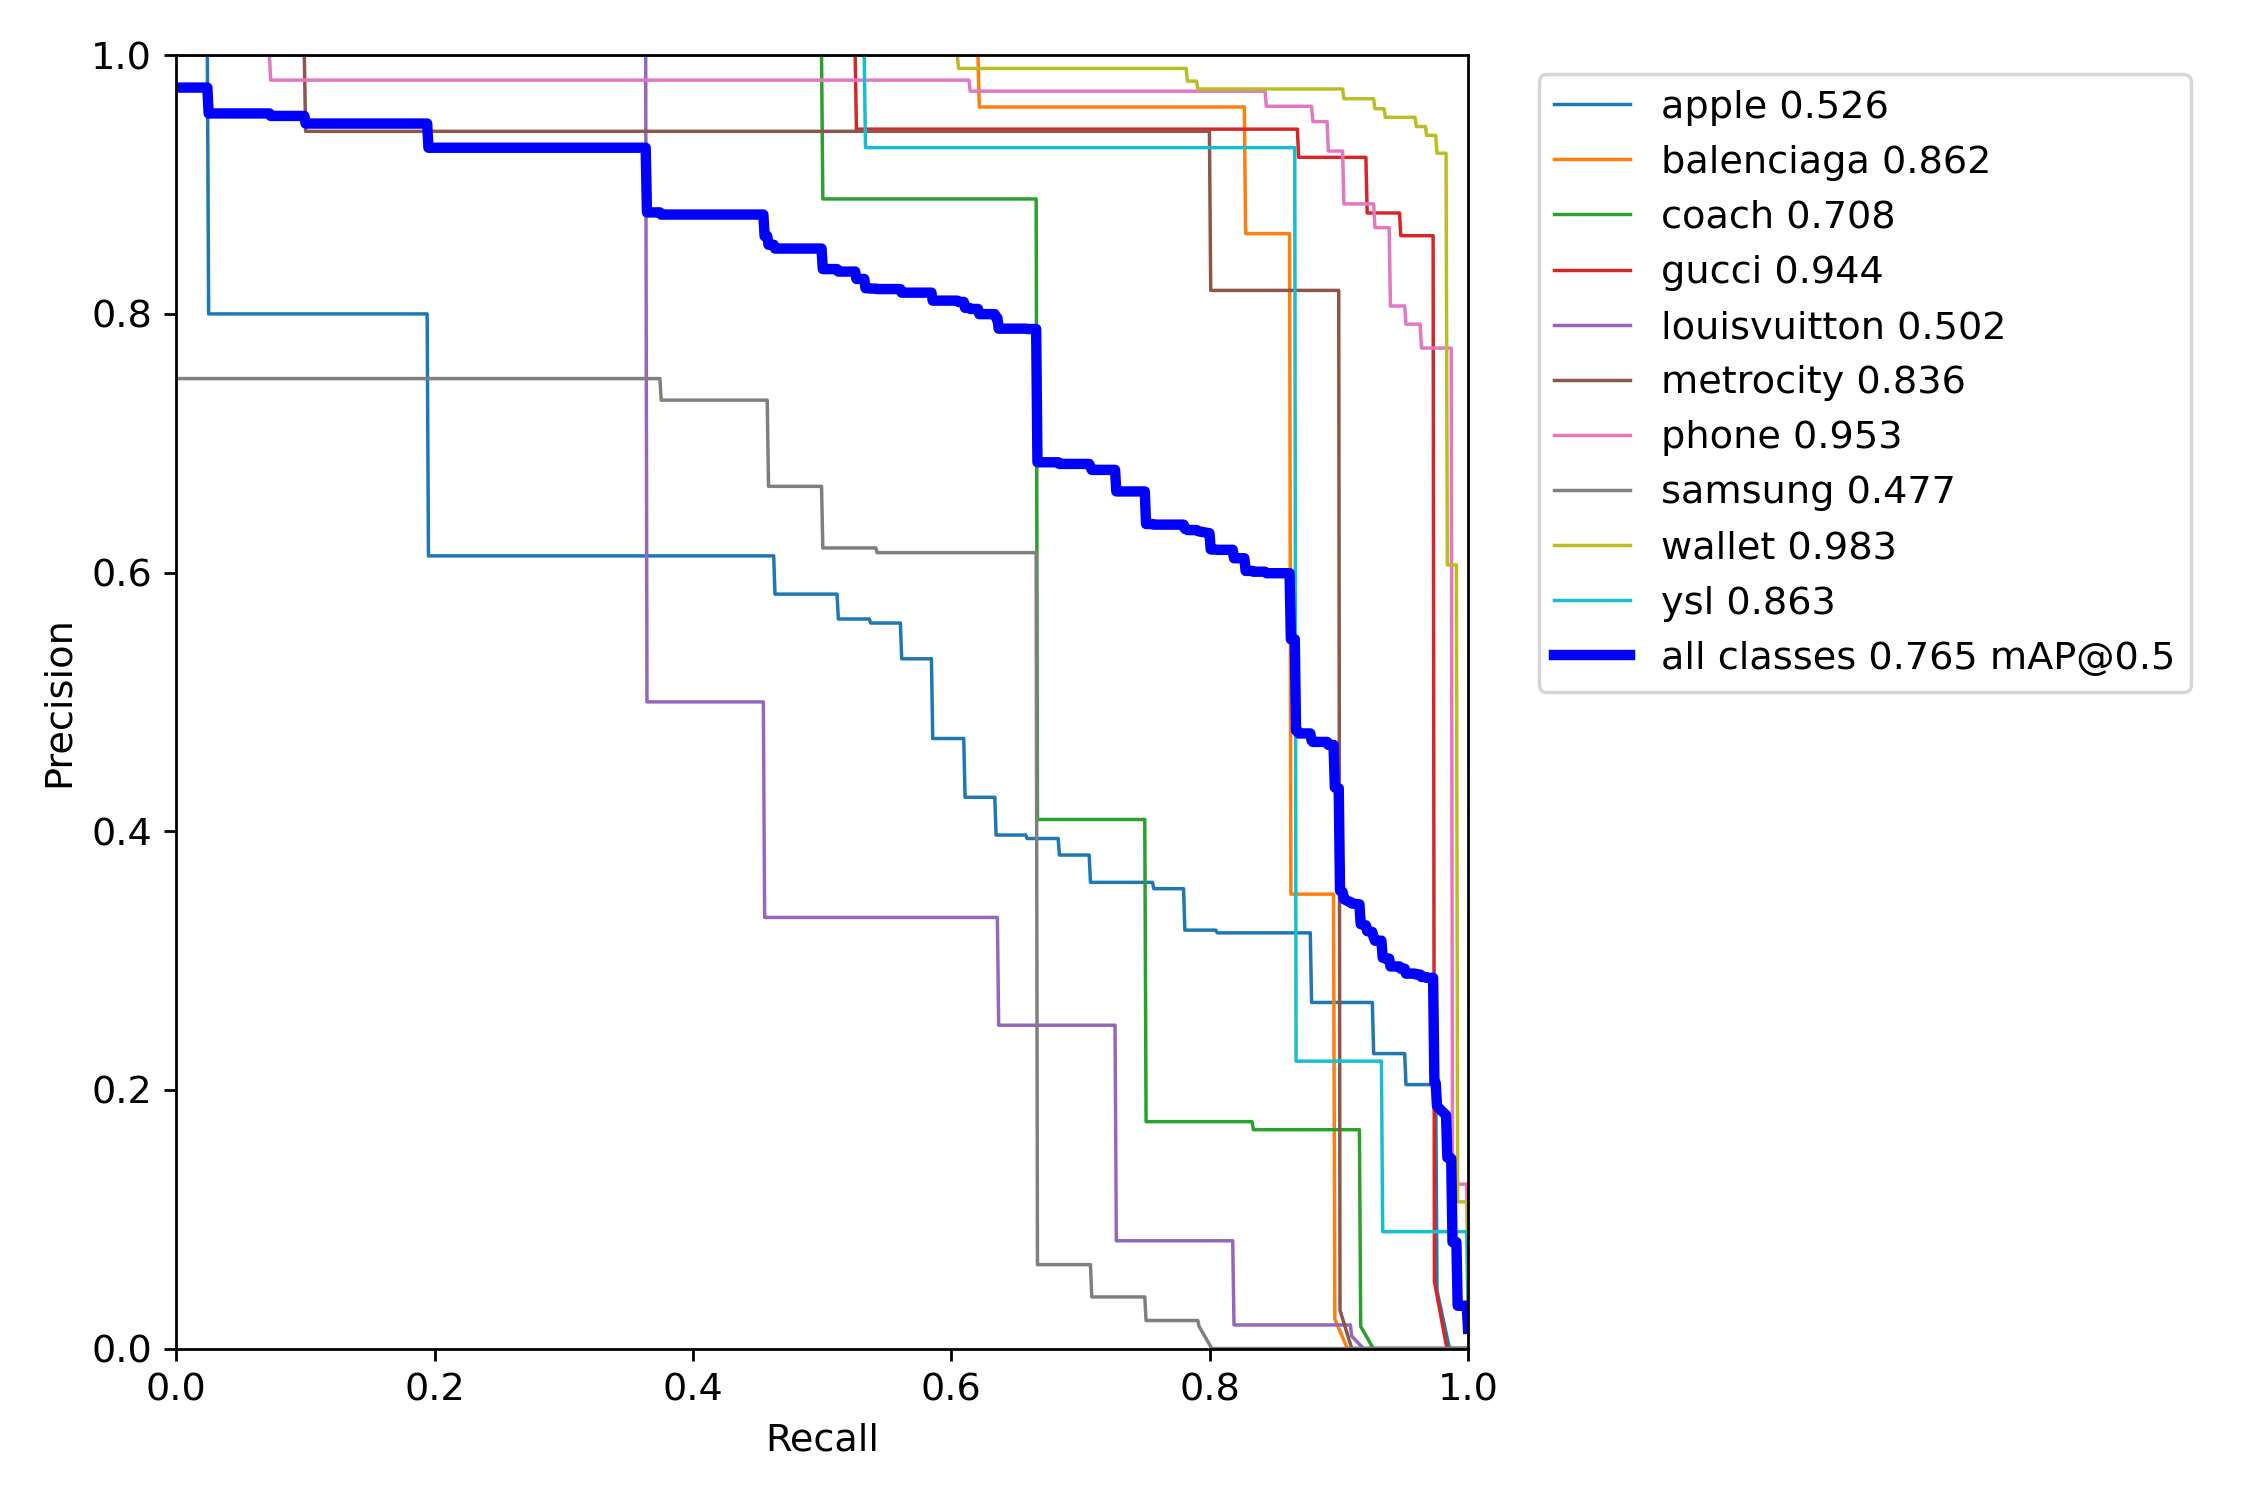 1.0
0.8
0.6
0.4
0.2
0.0
0.0 0.2 0.4 0.6 0.8 1.0
Precision
Recall
apple 0.526
balenciaga 0.862
coach 0.708
gucci 0.944
louisvuitton 0.502
metrocity 0.836
phone 0.953
samsung 0.477
wallet 0.983
ysl 0.863
all classes 0.765 mAP@0.5